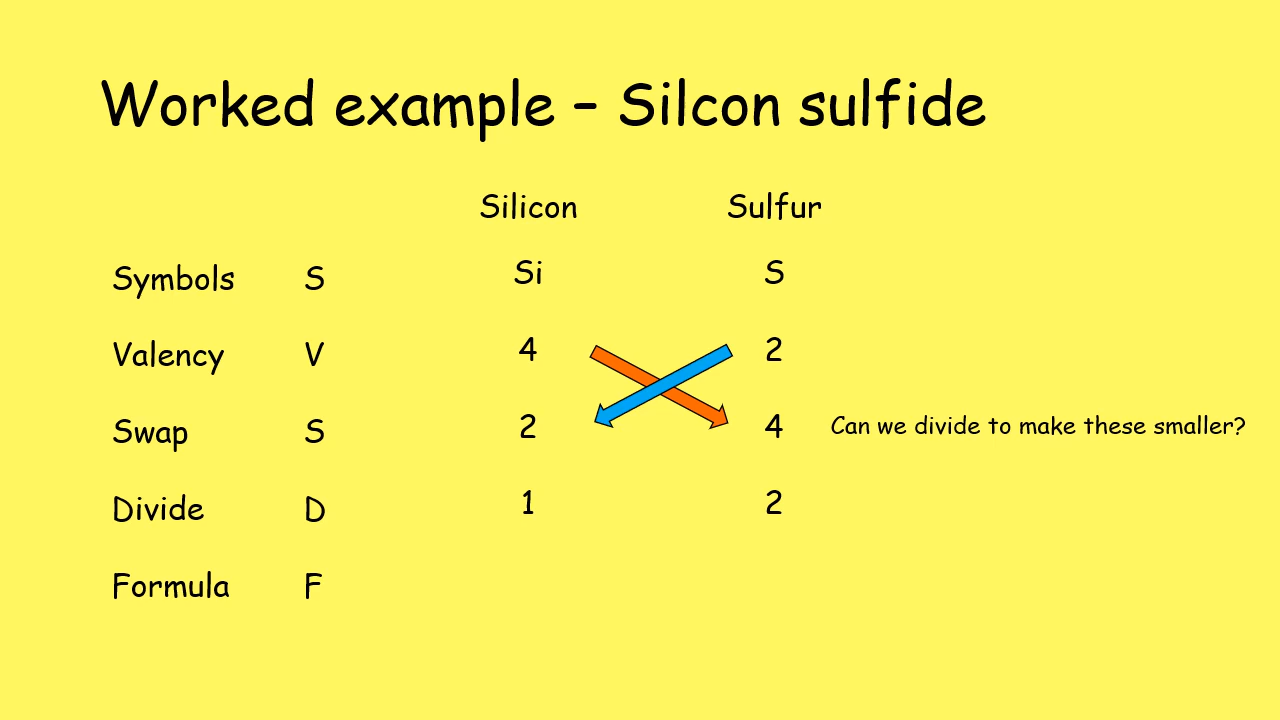 Worked example – Silcon sulfide
Silicon Sulfur
Symbols S Si S
Valency V 4 2
Swap S 2 4 Can we divide to make these smaller?
Divide D 1 2
Formula F